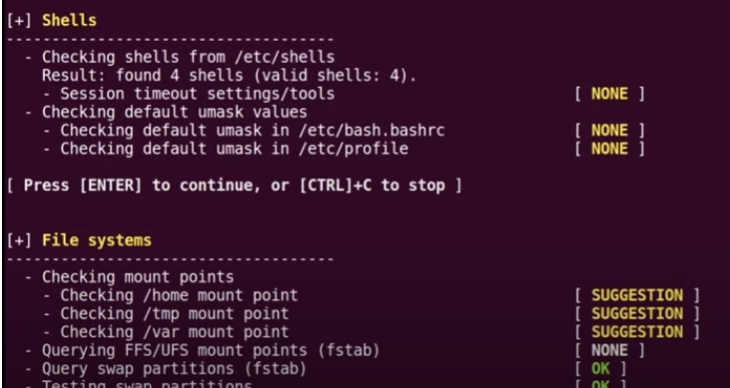 [+] Shells
------------------------------------
- Checking shells from /etc/shells
Result: found 4 shells (valid shells: 4).
- Session timeout settings/tools [ NONE ]
- Checking default umask values
- Checking default umask in /etc/bash.bashrc [ NONE ]
- Checking default umask in /etc/profile [ NONE ]
[ Press [ENTER] to continue, or [CTRL]+C to stop ]
[+] File systems
------------------------------------
- Checking mount points
- Checking /home mount point [ SUGGESTION ]
- Checking /tmp mount point [ SUGGESTION ]
- Checking /var mount point [ SUGGESTION ]
- Querying FFS/UFS mount points (fstab) [ NONE ]
- Query swap partitions (fstab) [ OK ]
- Testing swap partitions [ OK ]